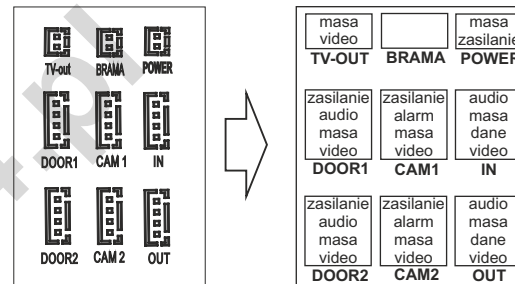 TV-out BRAMA POWER
DOOR1 CAM 1 IN
DOOR2 CAM 2 OUT
masa masa
video zasilanie
TV-OUT BRAMA POWER
zasilanie zasilanie audio
audio alarm masa
masa masa dane
video video video
DOOR1 CAM1 IN
zasilanie zasilanie audio
audio alarm masa
masa masa dane
video video video
DOOR2 CAM2 OUT